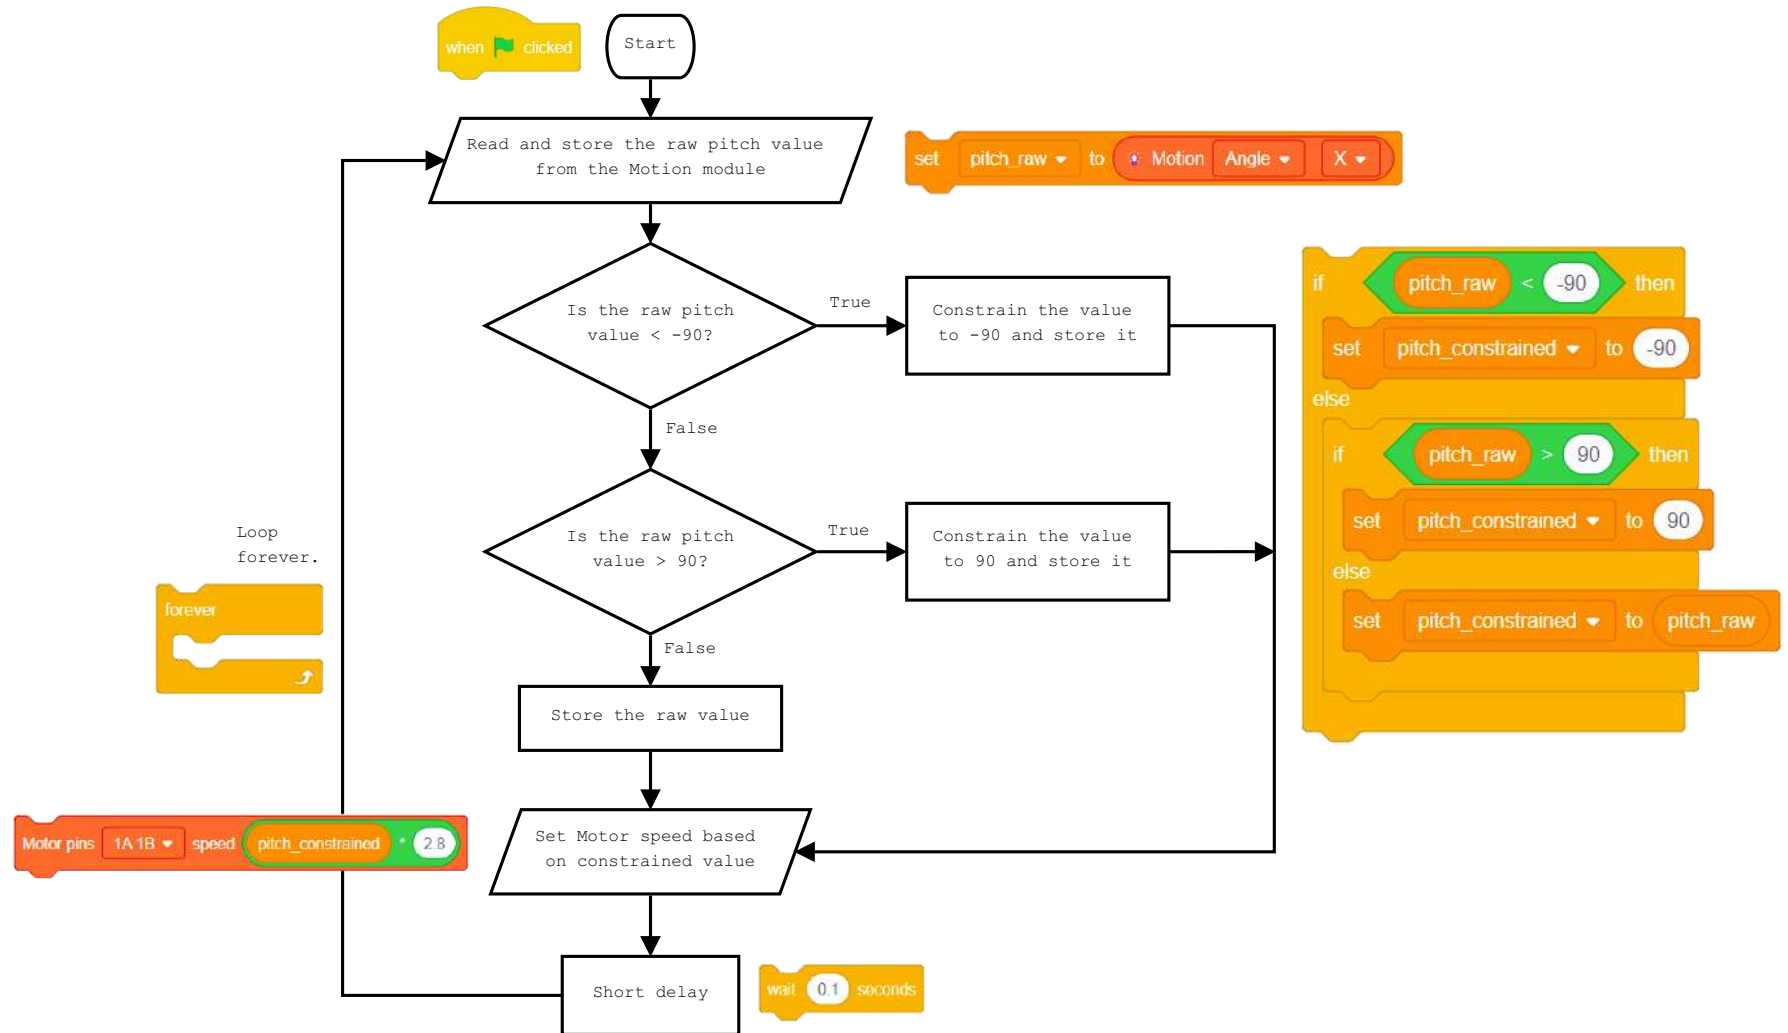 when clicked
Start
Read and store the raw pitch value
from the Motion module
set pitch_raw to Motion Angle X
Is the raw pitch
value < -90?
True
Constrain the value
to -90 and store it
False
if pitch_raw < -90 then
set pitch_constrained to -90
else
if pitch_raw > 90 then
set pitch_constrained to 90
else
set pitch_constrained to pitch_raw
Is the raw pitch
value > 90?
True
Constrain the value
to 90 and store it
False
Loop
forever.
forever
Store the raw value
Motor pins 1A 1B speed pitch_constrained * 2.8
Set Motor speed based
on constrained value
Short delay
wait 0.1 seconds